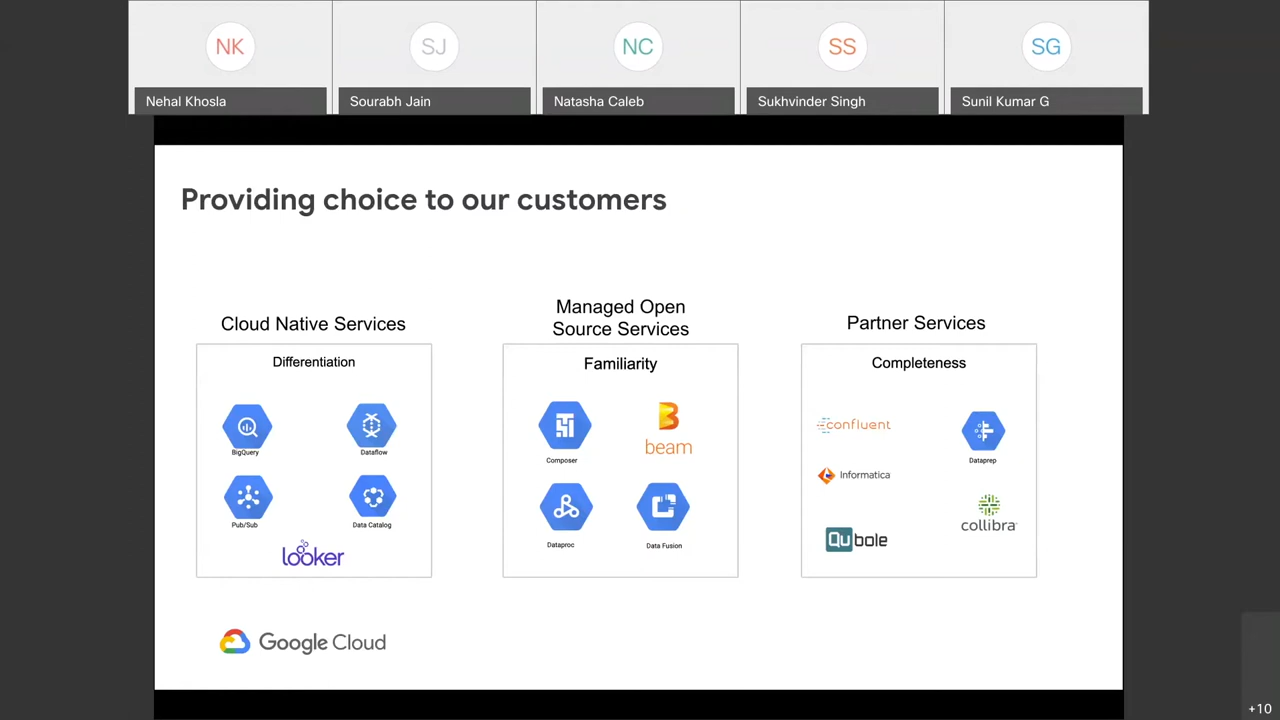 NK
SJ
NC
SS
SG
Nehal Khosla
Sourabh Jain
Natasha Caleb
Sukhvinder Singh
Sunil Kumar G
Providing choice to our customers
Cloud Native Services
Differentiation
BigQuery
Dataflow
Pub/Sub
Data Catalog
looker
Managed Open
Source Services
Familiarity
Composer
beam
Dataproc
Data Fusion
Partner Services
Completeness
confluent
Dataprep
Informatica
collibra
Qubole
Google Cloud
+10